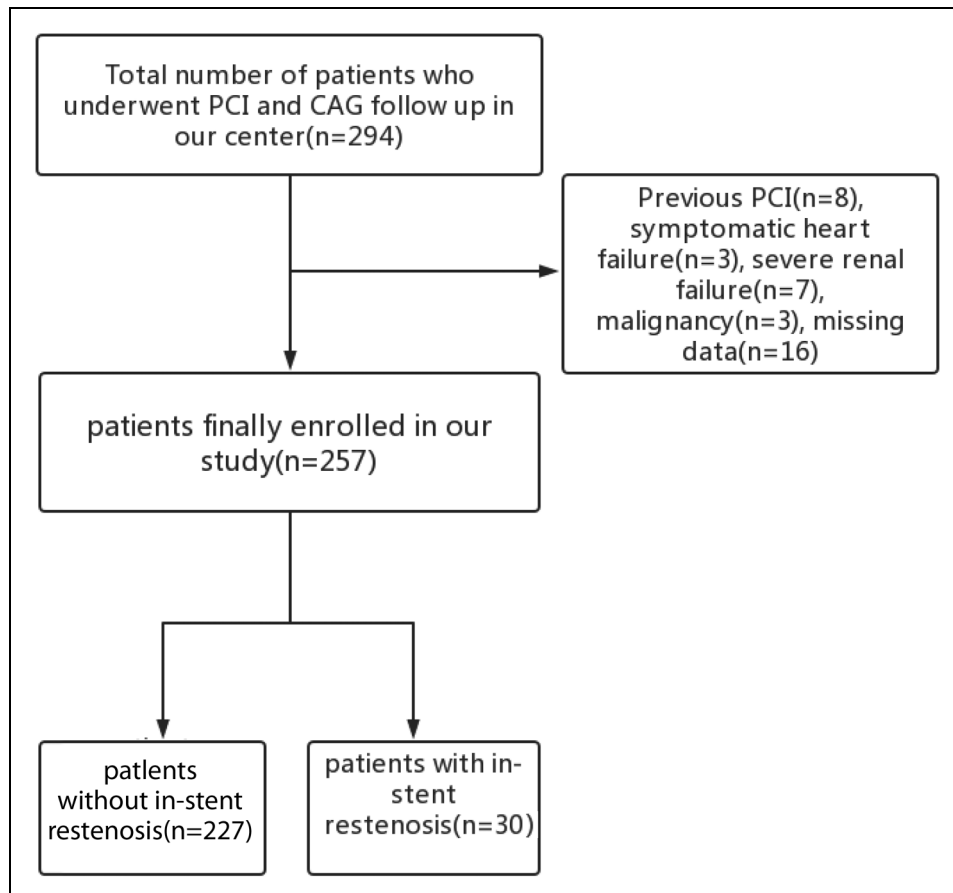 Total number of patients who
underwent PCI and CAG follow up in
our center(n=294)
Previous PCI(n=8),
symptomatic heart
failure(n=3), severe renal
failure(n=7),
malignancy(n=3), missing
data(n=16)
patients finally enrolled in our
study(n=257)
patlents
without in-stent
restenosis(n=227)
patients with in-
stent
restenosis(n=30)